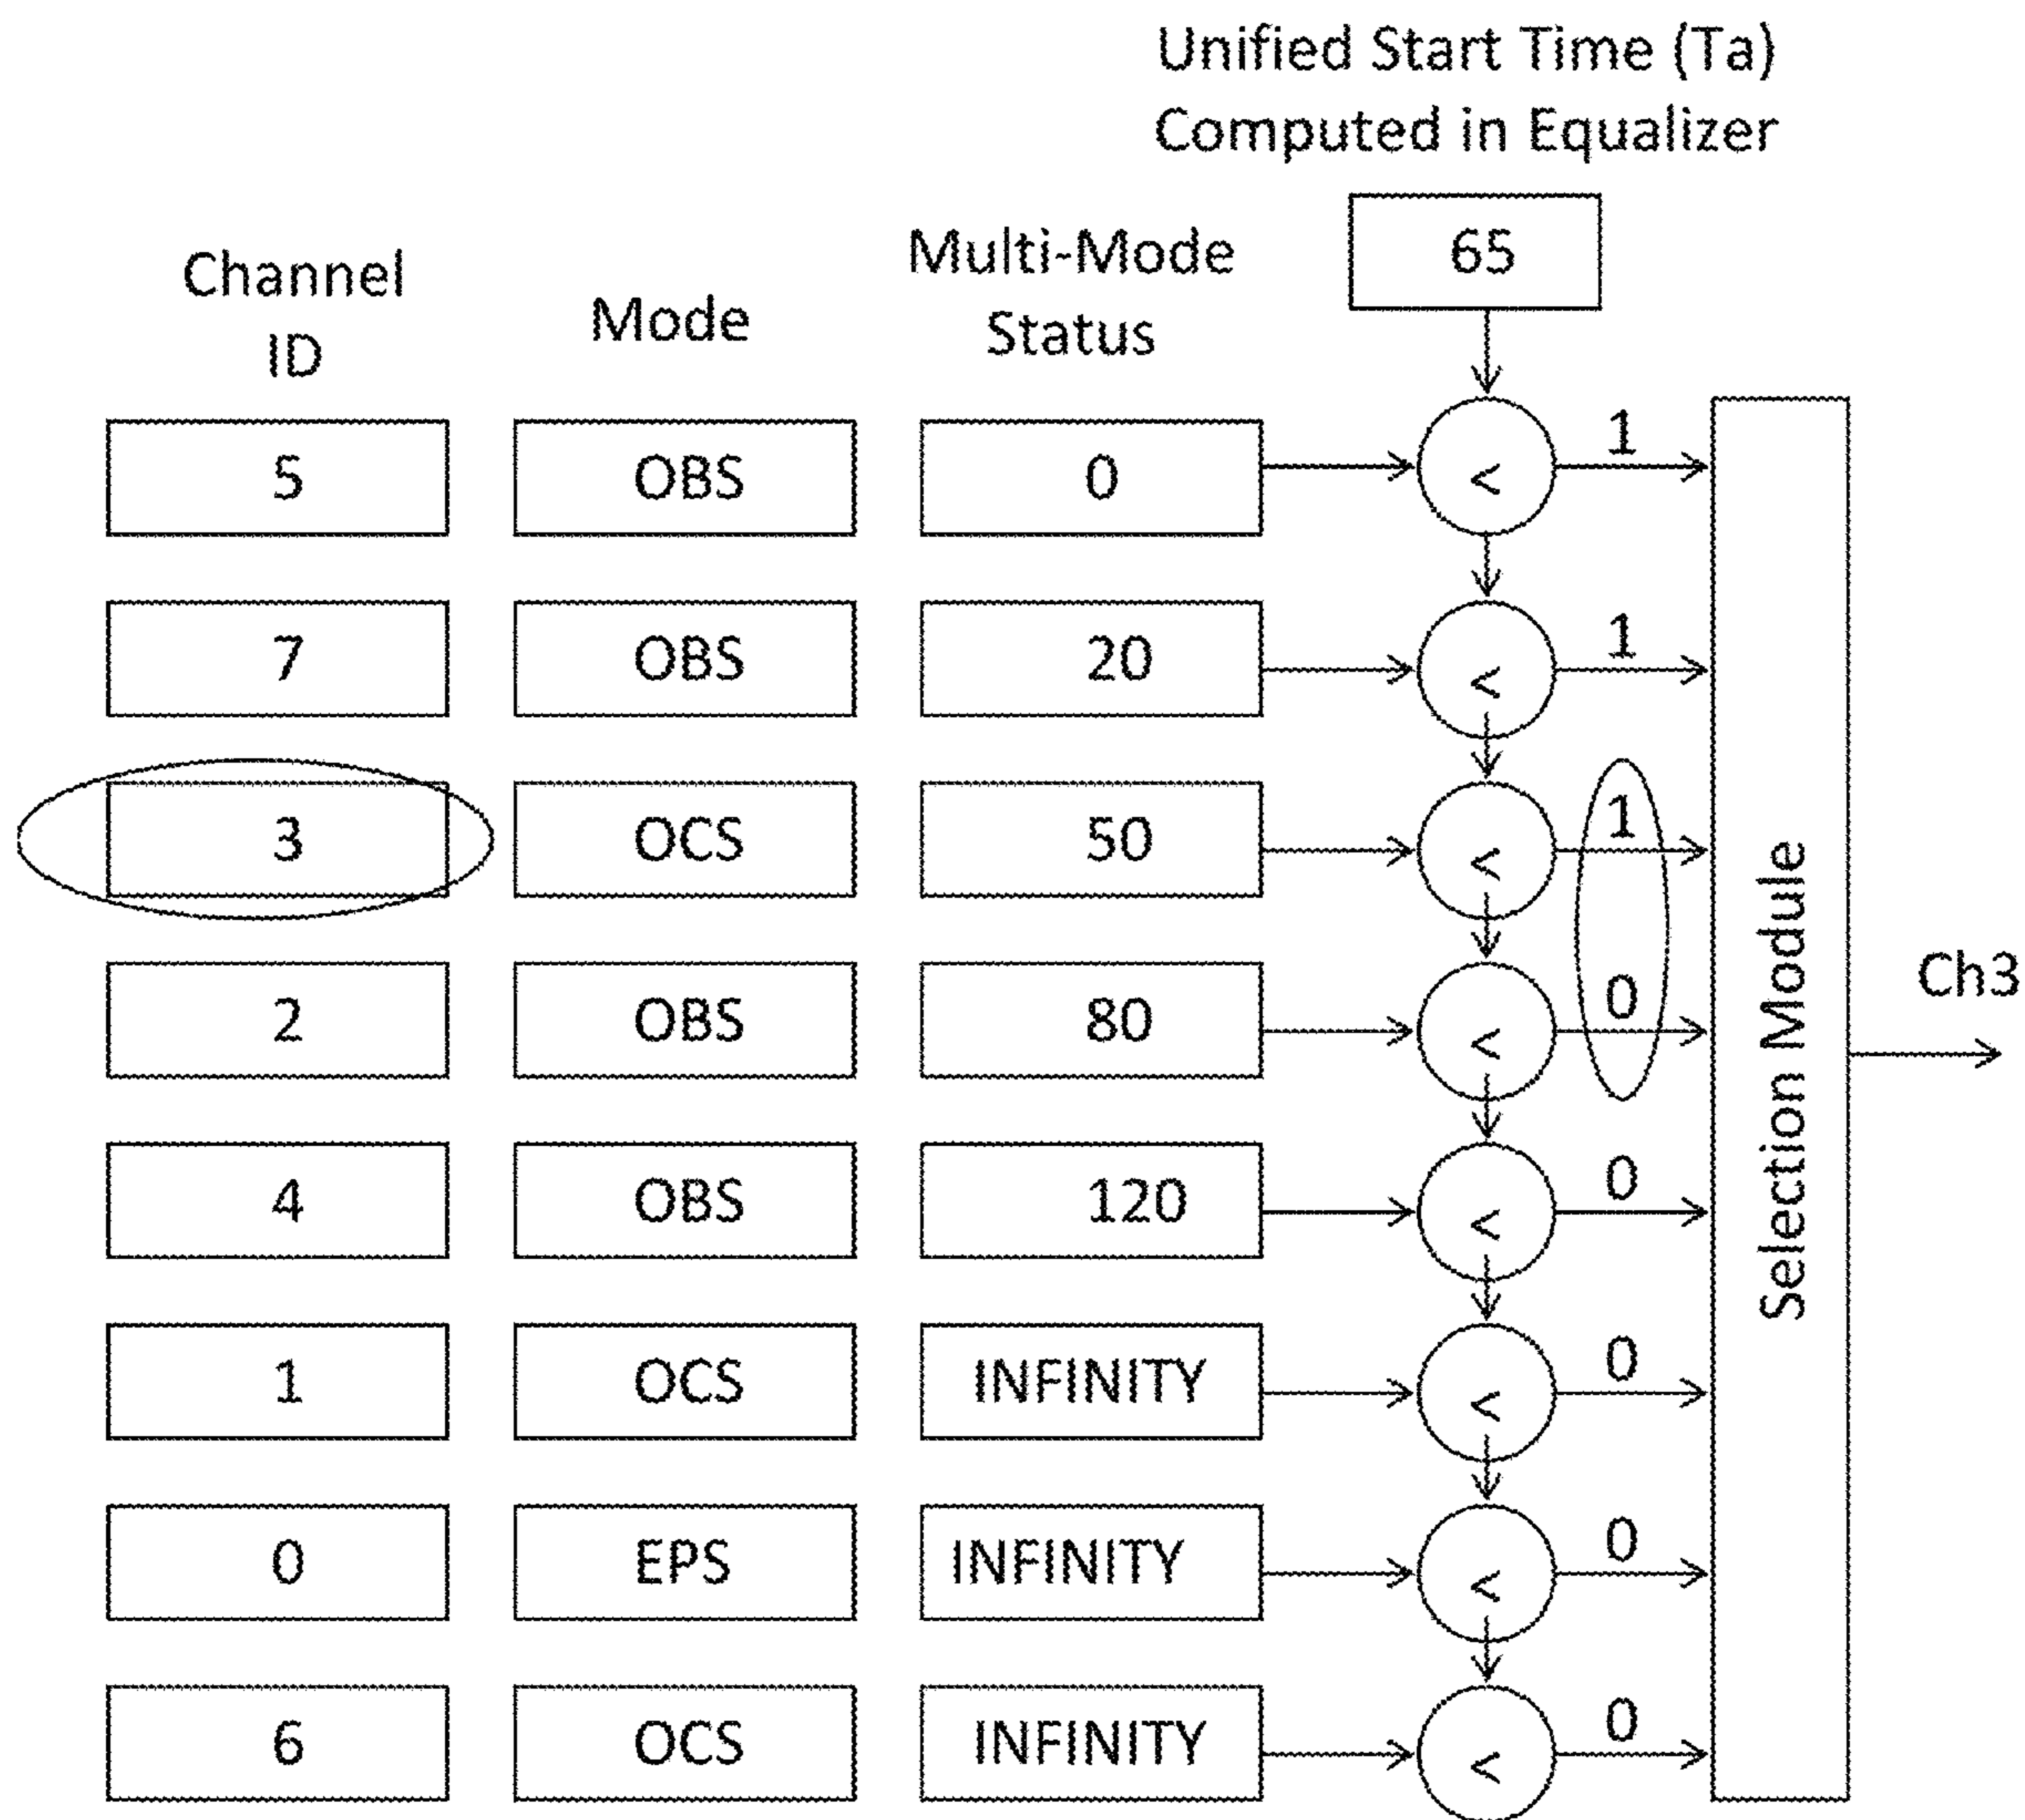 Unified Start Time (Ta)
Computed in Equalizer
65
Channel
ID
Mode
Multi-Mode
Status
5 OBS 0 < 1
7 OBS 20 < 1
3 OCS 50 < 1
2 OBS 80 < 0
4 OBS 120 < 0
1 OCS INFINITY < 0
0 EPS INFINITY < 0
6 OCS INFINITY < 0
Selection Module
Ch3